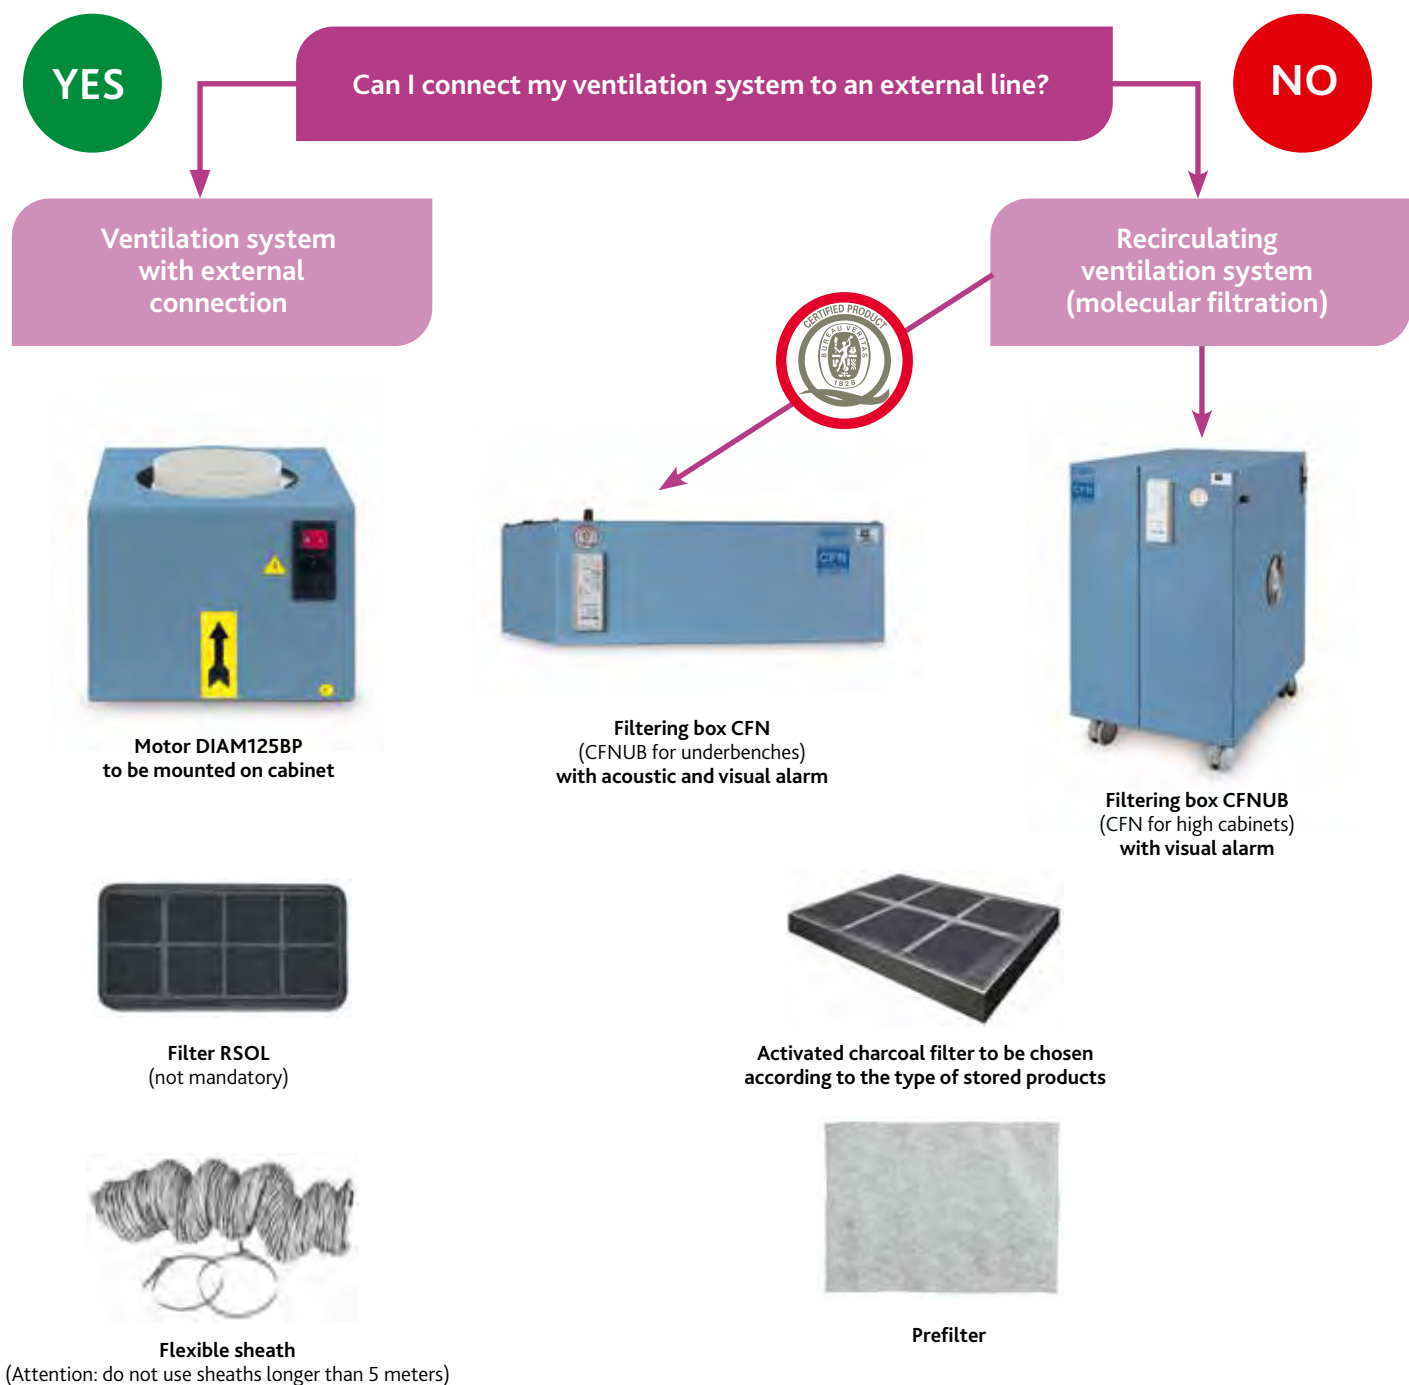 YES
Can I connect my ventilation system to an external line?
NO
Ventilation system
with external
connection
Recirculating
ventilation system
(molecular filtration)
CERTIFIED PRODUCT
BUREAU VERITAS
1828
CFN
CFN
Motor DIAM125BP
to be mounted on cabinet
Filtering box CFN
(CFNUB for underbenches)
with acoustic and visual alarm
Filtering box CFNUB
(CFN for high cabinets)
with visual alarm
Filter RSOL
(not mandatory)
Activated charcoal filter to be chosen
according to the type of stored products
Flexible sheath
(Attention: do not use sheaths longer than 5 meters)
Prefilter